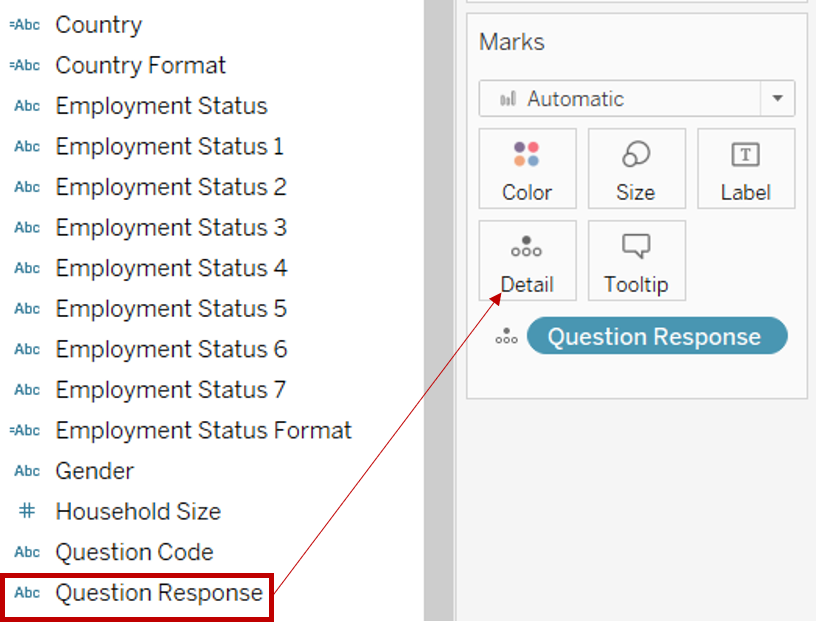 =Abc Country
=Abc Country Format
Abc Employment Status
Abc Employment Status 1
Abc Employment Status 2
Abc Employment Status 3
Abc Employment Status 4
Abc Employment Status 5
Abc Employment Status 6
Abc Employment Status 7
=Abc Employment Status Format
Abc Gender
# Household Size
Abc Question Code
Abc Question Response
Marks
Automatic
Color Size T Label
Detail Tooltip
Question Response